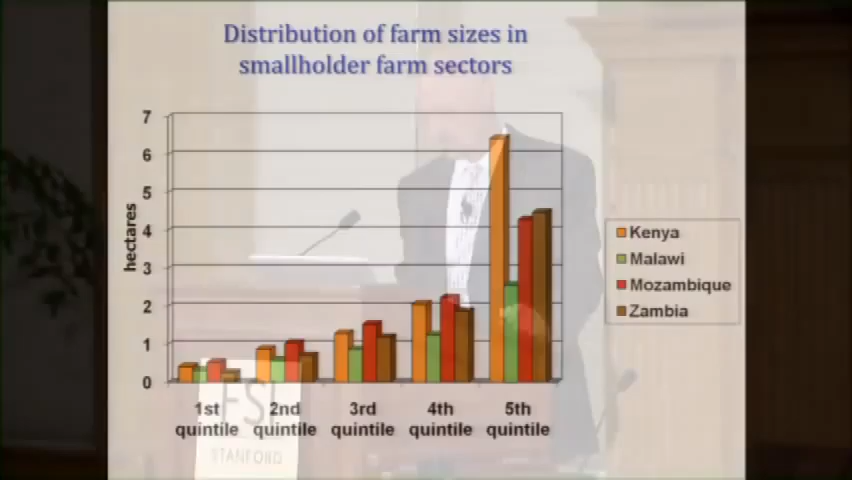 Distribution of farm sizes in
smallholder farm sectors
7
6
5
4
3
2
1
0
hectares
1st
quintile
2nd
quintile
3rd
quintile
4th
quintile
5th
quintile
Kenya
Malawi
Mozambique
Zambia
FSI
STANFORD